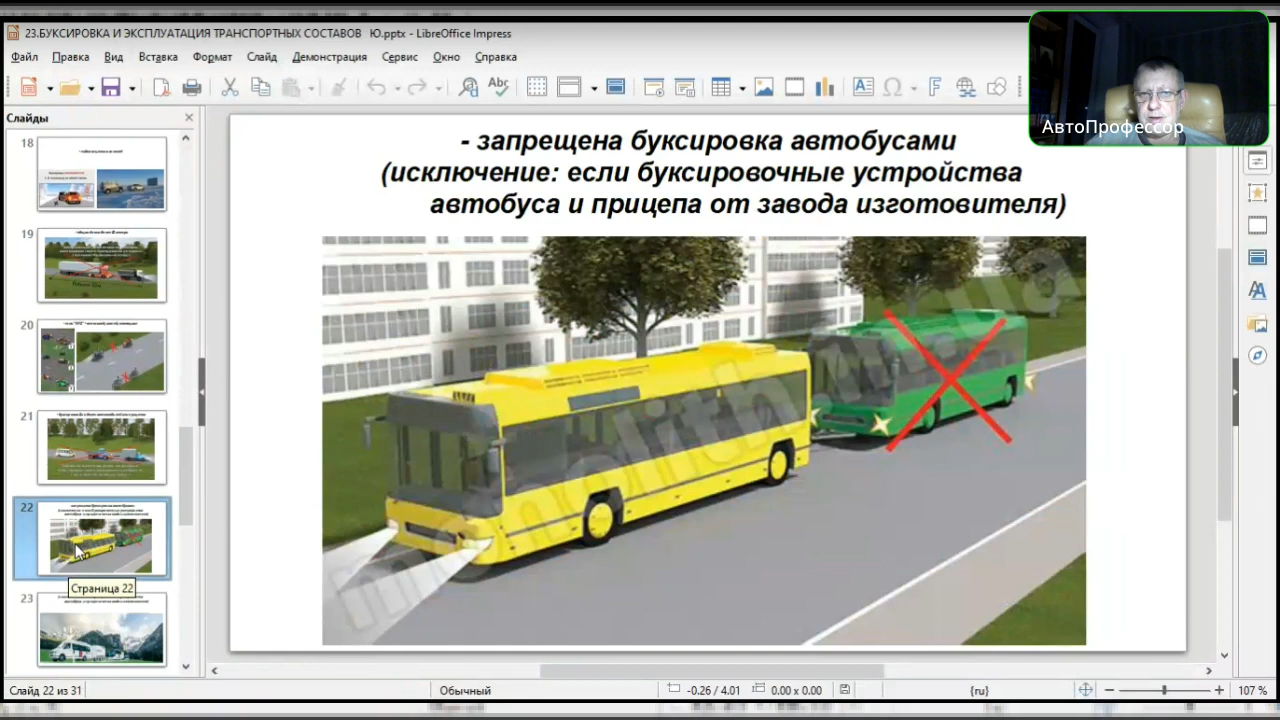 23.БУКСИРОВКА И ЭКСПЛУАТАЦИЯ ТРАНСПОРТНЫХ СОСТАВОВ Ю.pptx - LibreOffice Impress
Файл Правка Вид Вставка Формат Слайд Демонстрация Сервис Окно Справка
АвтоПрофессор
Слайды
18
19
20
21
22
Страница 22
23
- запрещена буксировка автобусами
(исключение: если буксировочные устройства
автобуса и прицепа от завода изготовителя)
Слайд 22 из 31
Обычный
-0.26 / 4.01
0.00 x 0.00
{ru}
107 %